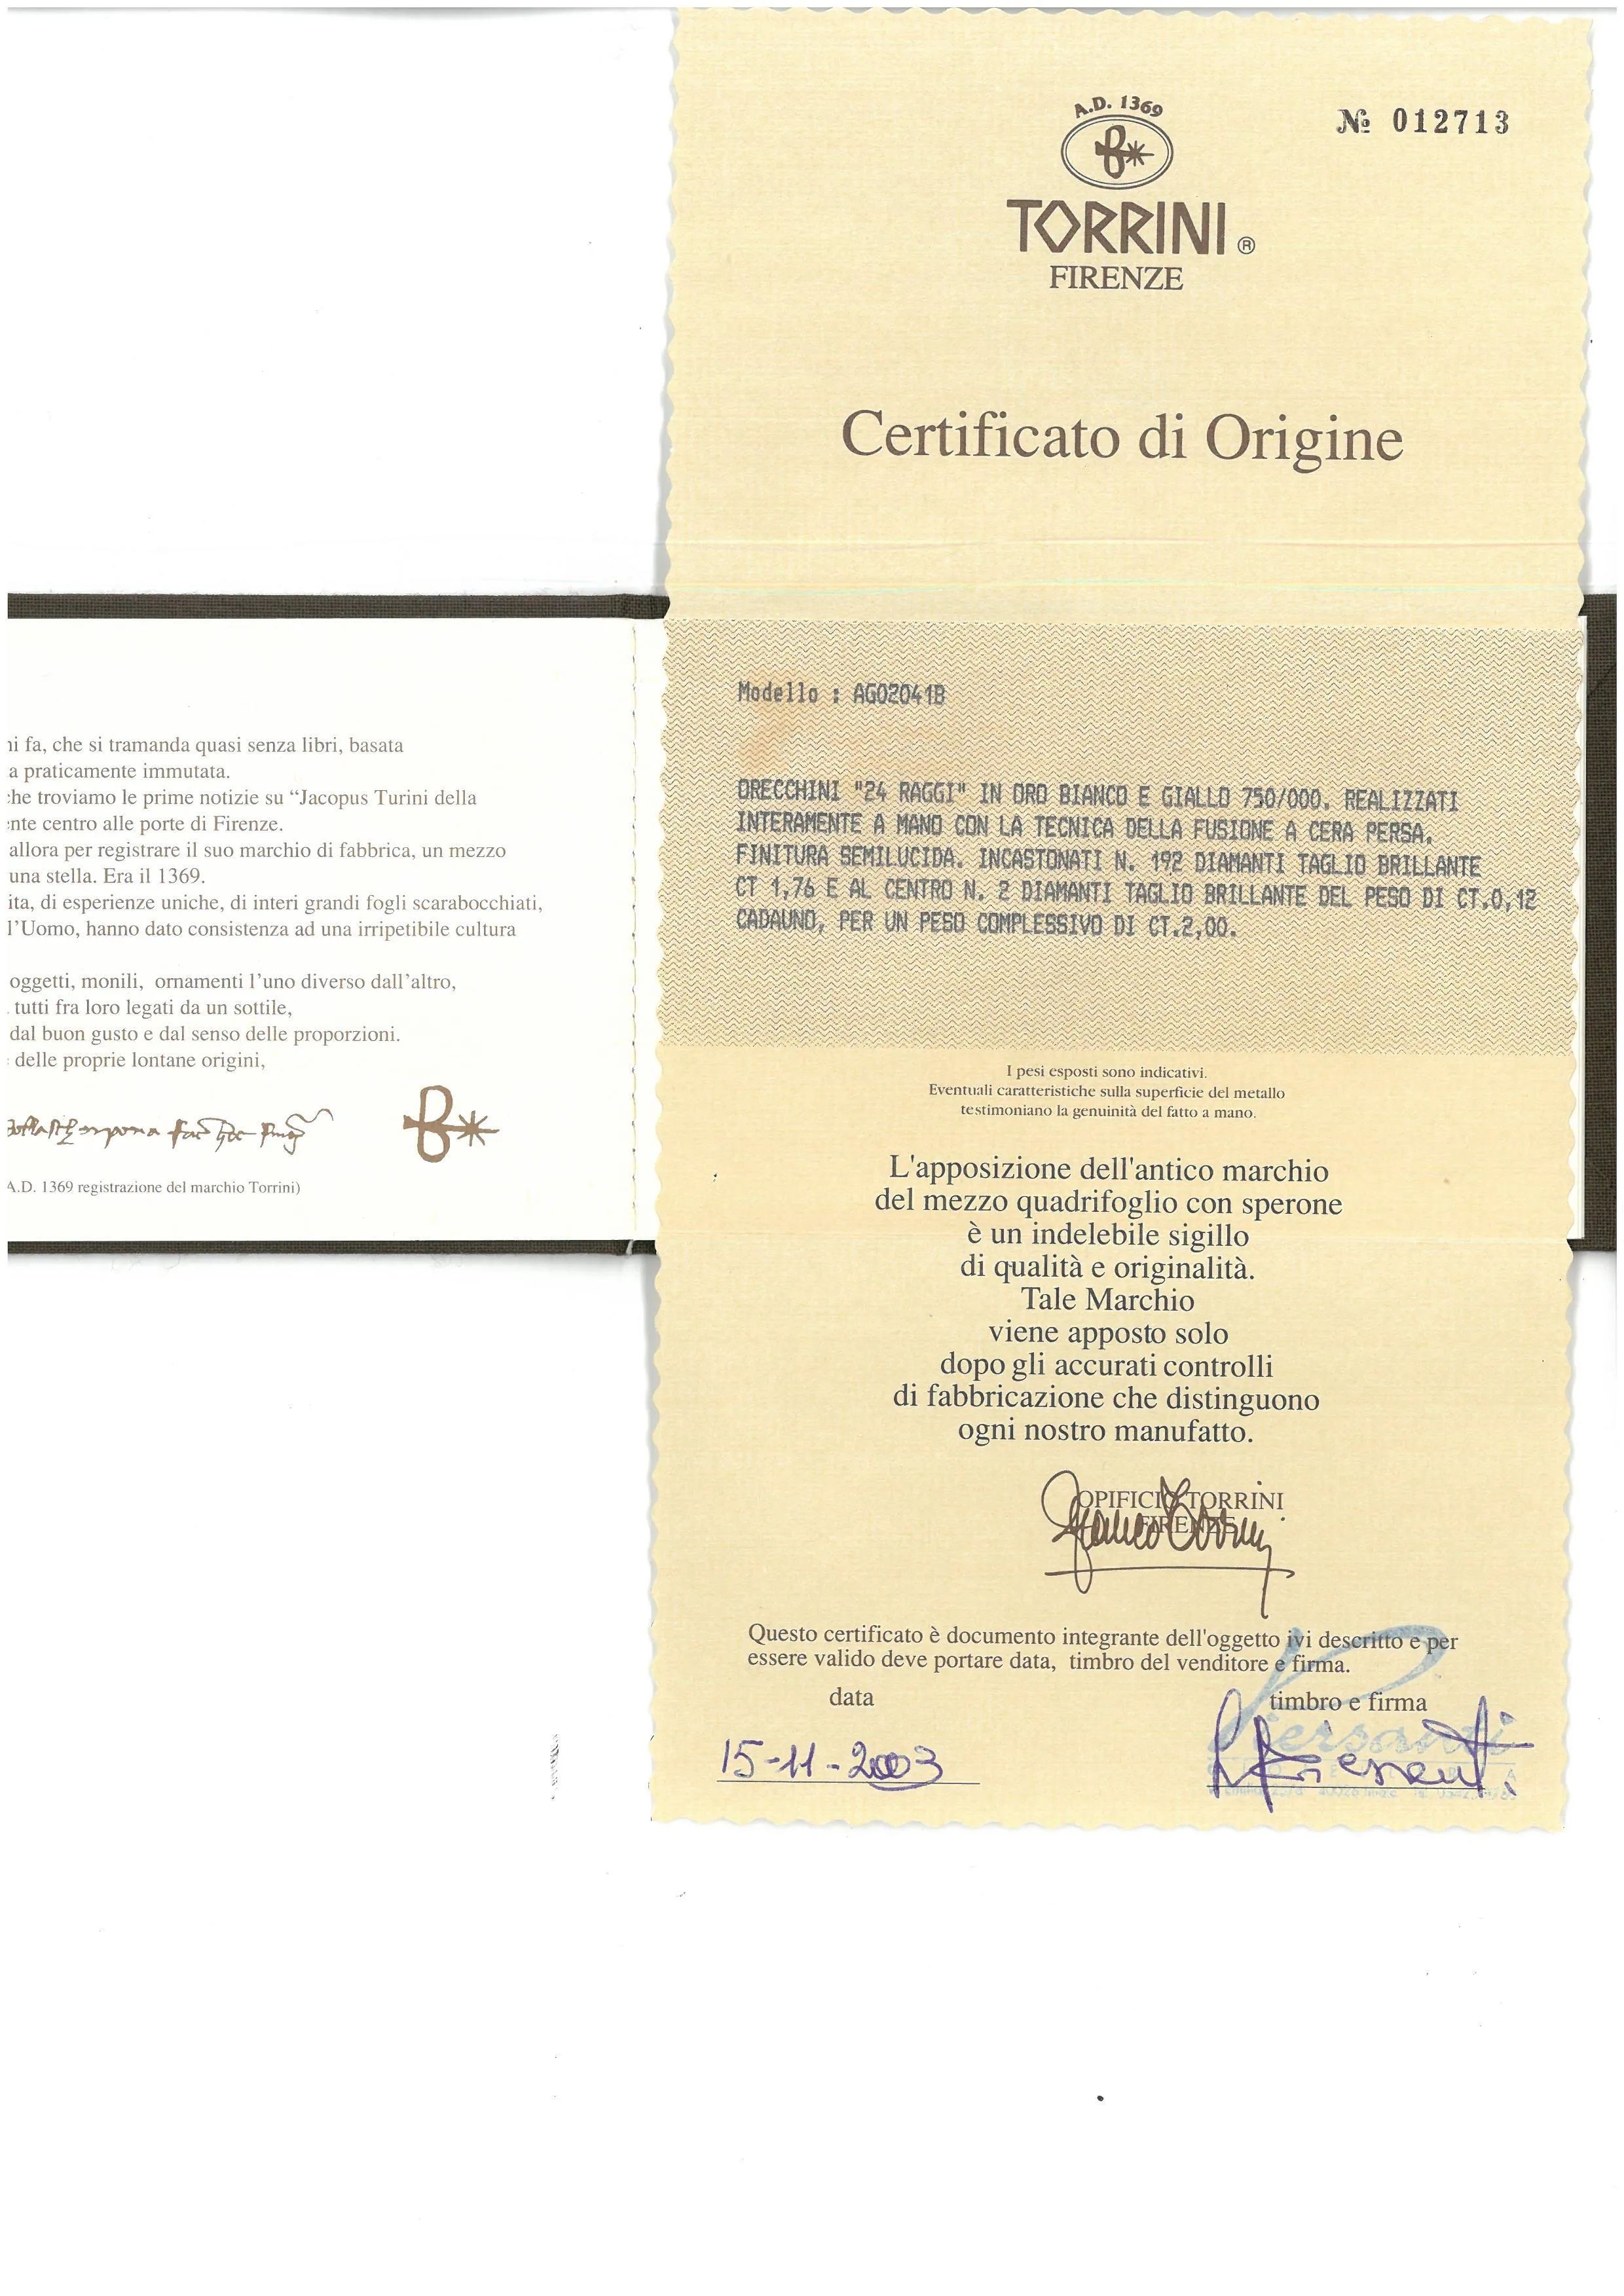 A.D. 1369
№ 012713
TORRINI ®
FIRENZE
Certificato di Origine
Modello : AGO2041B
ORECCHINI "24 RAGGI" IN ORO BIANCO E GIALLO 750/000. REALIZZATI
INTERAMENTE A MANO CON LA TECNICA DELLA FUSIONE A CERA PERSA.
FINITURA SEMILUCIDA. INCASTONATI N. 192 DIAMANTI TAGLIO BRILLANTE
CT 1,76 E AL CENTRO N. 2 DIAMANTI TAGLIO BRILLANTE DEL PESO DI CT.0,12
CADAUNO, PER UN PESO COMPLESSIVO DI CT.2,00.
I pesi esposti sono indicativi.
Eventuali caratteristiche sulla superficie del metallo
testimoniano la genuinità del fatto a mano.
L'apposizione dell'antico marchio
del mezzo quadrifoglio con sperone
è un indelebile sigillo
di qualità e originalità.
Tale Marchio
viene apposto solo
dopo gli accurati controlli
di fabbricazione che distinguono
ogni nostro manufatto.
OPIFICIO TORRINI
FIRENZE
Questo certificato è documento integrante dell'oggetto ivi descritto e per
essere valido deve portare data, timbro del venditore e firma.
data
timbro e firma
15-11-2003
Piersanti
ni fa, che si tramanda quasi senza libri, basata
a praticamente immutata.
che troviamo le prime notizie su “Jacopus Turini della
nte centro alle porte di Firenze.
allora per registrare il suo marchio di fabbrica, un mezzo
una stella. Era il 1369.
ita, di esperienze uniche, di interi grandi fogli scarabocchiati,
l’Uomo, hanno dato consistenza ad una irripetibile cultura
oggetti, monili, ornamenti l’uno diverso dall’altro,
tutti fra loro legati da un sottile,
dal buon gusto e dal senso delle proporzioni.
delle proprie lontane origini,
A.D. 1369 registrazione del marchio Torrini)